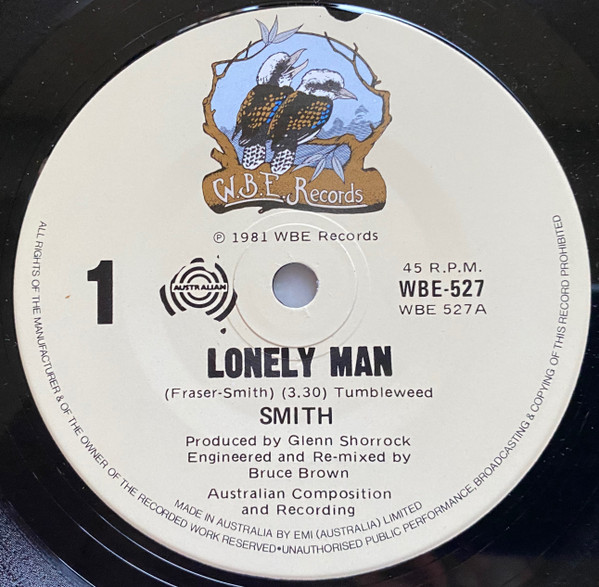 W.B.E. Records
℗ 1981 WBE Records
1
AUSTRALIAN
45 R.P.M.
WBE-527
WBE 527A
LONELY MAN
(Fraser-Smith) (3.30) Tumbleweed
SMITH
Produced by Glenn Shorrock
Engineered and Re-mixed by
Bruce Brown
Australian Composition
and Recording
MADE IN AUSTRALIA BY EMI (AUSTRALIA) LIMITED
ALL RIGHTS OF THE MANUFACTURER & OF THE OWNER OF THE RECORDED WORK RESERVED•UNAUTHORISED PUBLIC PERFORMANCE, BROADCASTING & COPYING OF THIS RECORD PROHIBITED